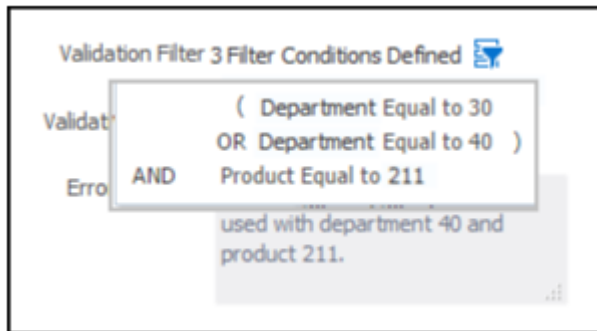 Validation Filter 3 Filter Conditions Defined
( Department Equal to 30
Validat
OR Department Equal to 40 )
AND Product Equal to 211
Erro
used with department 40 and
product 211.